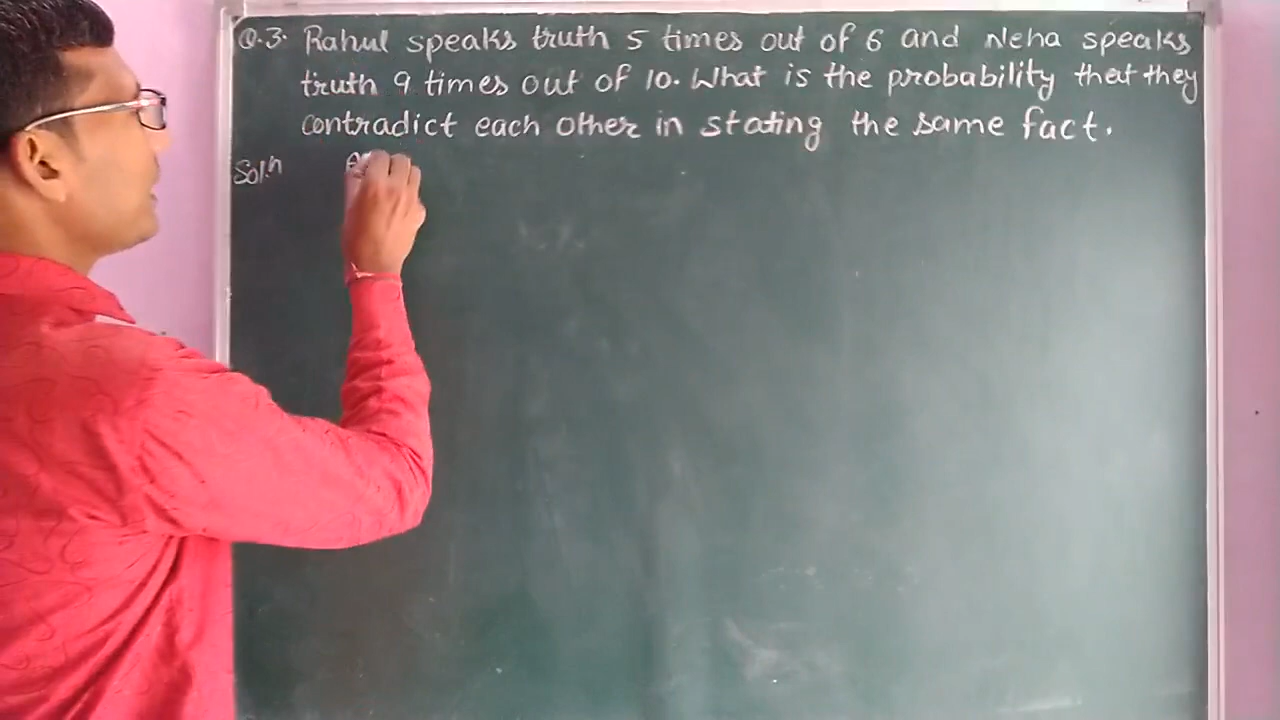 Q.3. Rahul speaks truth 5 times out of 6 and Neha speaks
truth 9 times out of 10. What is the probability that they
contradict each other in stating the same fact.
Solⁿ